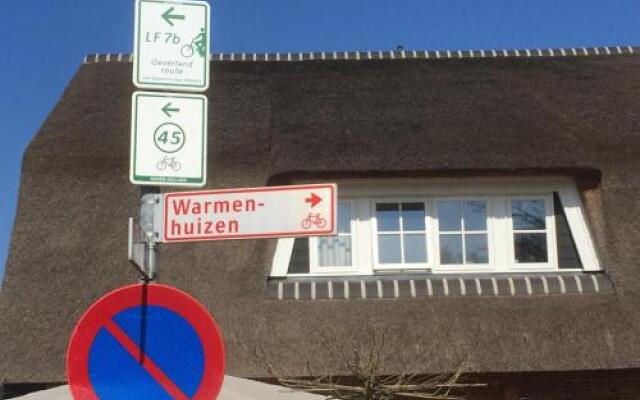 LF 7b
Oeverland
route
45
Warmen-
huizen